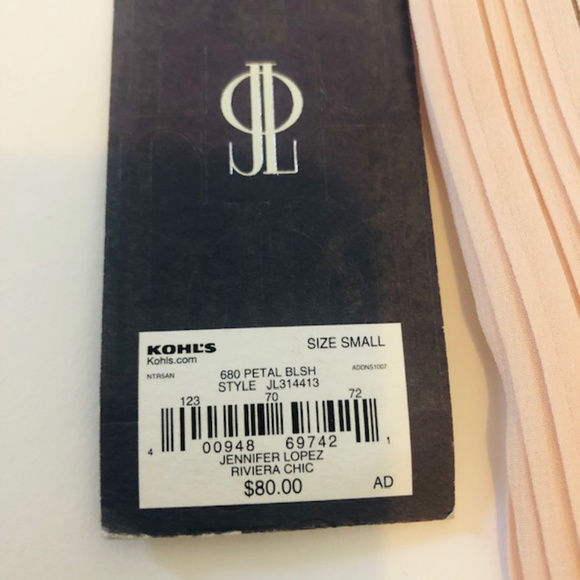 JL
KOHL'S SIZE SMALL
Kohls.com
NTR5AN 680 PETAL BLSH ADDNS1007
STYLE JL314413
123 70 72
4 00948 69742 1
JENNIFER LOPEZ
RIVIERA CHIC
$80.00 AD